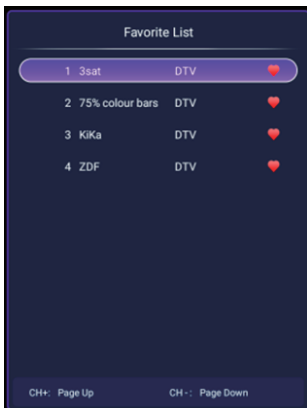 Favorite List
1 3sat DTV
2 75% colour bars DTV
3 KiKa DTV
4 ZDF DTV
CH+: Page Up CH-: Page Down